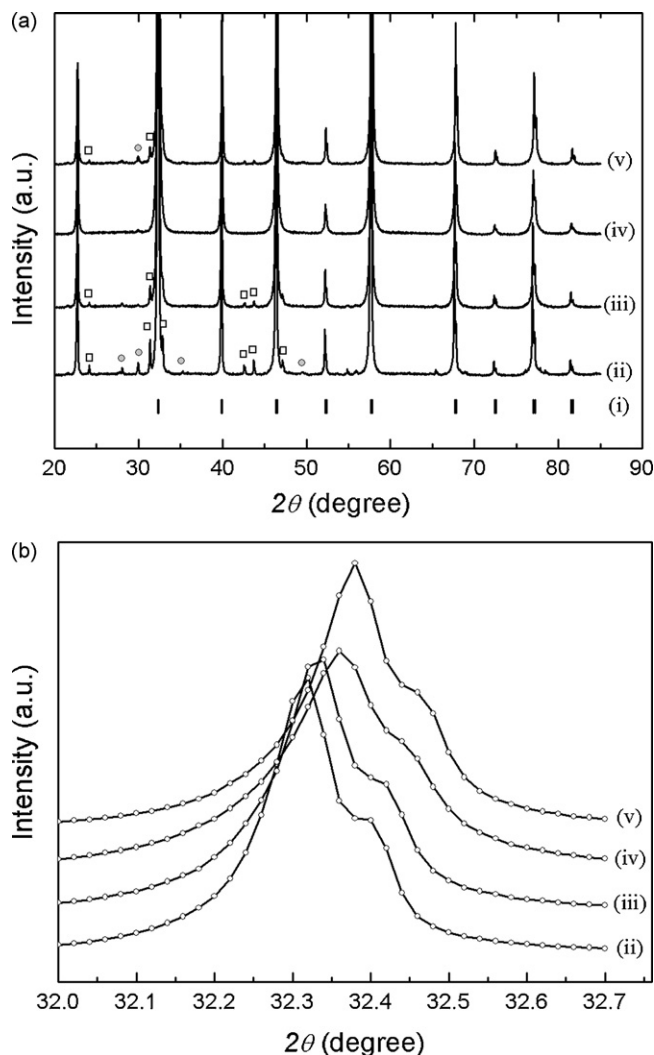 (a)
Intensity (a.u.)
(v)
(iv)
(iii)
(ii)
(i)
20 30 40 50 60 70 80 90
2θ (degree)
(b)
Intensity (a.u.)
(v)
(iv)
(iii)
(ii)
32.0 32.1 32.2 32.3 32.4 32.5 32.6 32.7
2θ (degree)